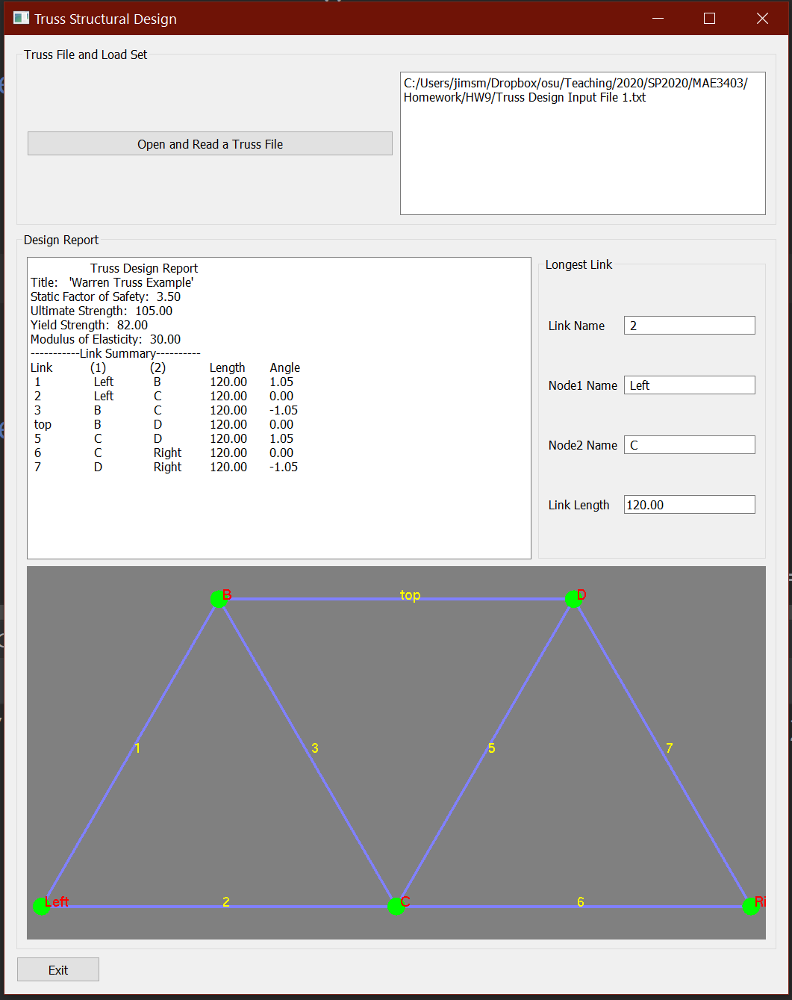 Truss Structural Design
Truss File and Load Set
Open and Read a Truss File
C:/Users/jimsm/Dropbox/osu/Teaching/2020/SP2020/MAE3403/
Homework/HW9/Truss Design Input File 1.txt
Design Report
Truss Design Report
Title: 'Warren Truss Example'
Static Factor of Safety: 3.50
Ultimate Strength: 105.00
Yield Strength: 82.00
Modulus of Elasticity: 30.00
-----------Link Summary----------
Link (1) (2) Length Angle
1 Left B 120.00 1.05
2 Left C 120.00 0.00
3 B C 120.00 -1.05
top B D 120.00 0.00
5 C D 120.00 1.05
6 C Right 120.00 0.00
7 D Right 120.00 -1.05
Longest Link
Link Name 2
Node1 Name Left
Node2 Name C
Link Length 120.00
B top D
1 3 5 7
Left 2 C 6 Ri
Exit